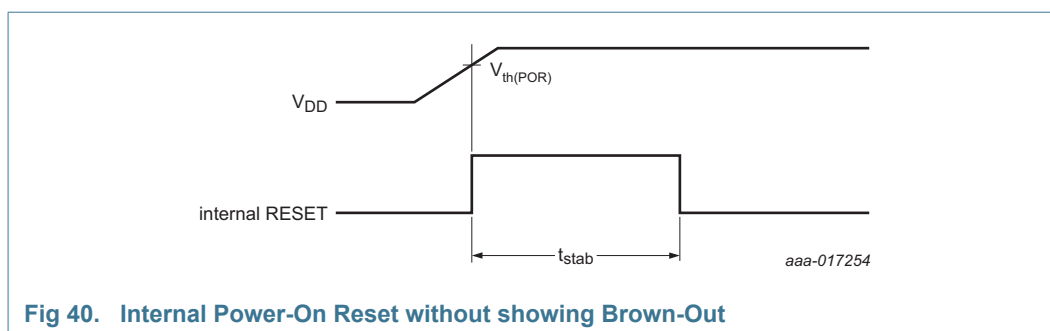 V_th(POR)
V_DD
internal RESET
t_stab
aaa-017254
Fig 40. Internal Power-On Reset without showing Brown-Out